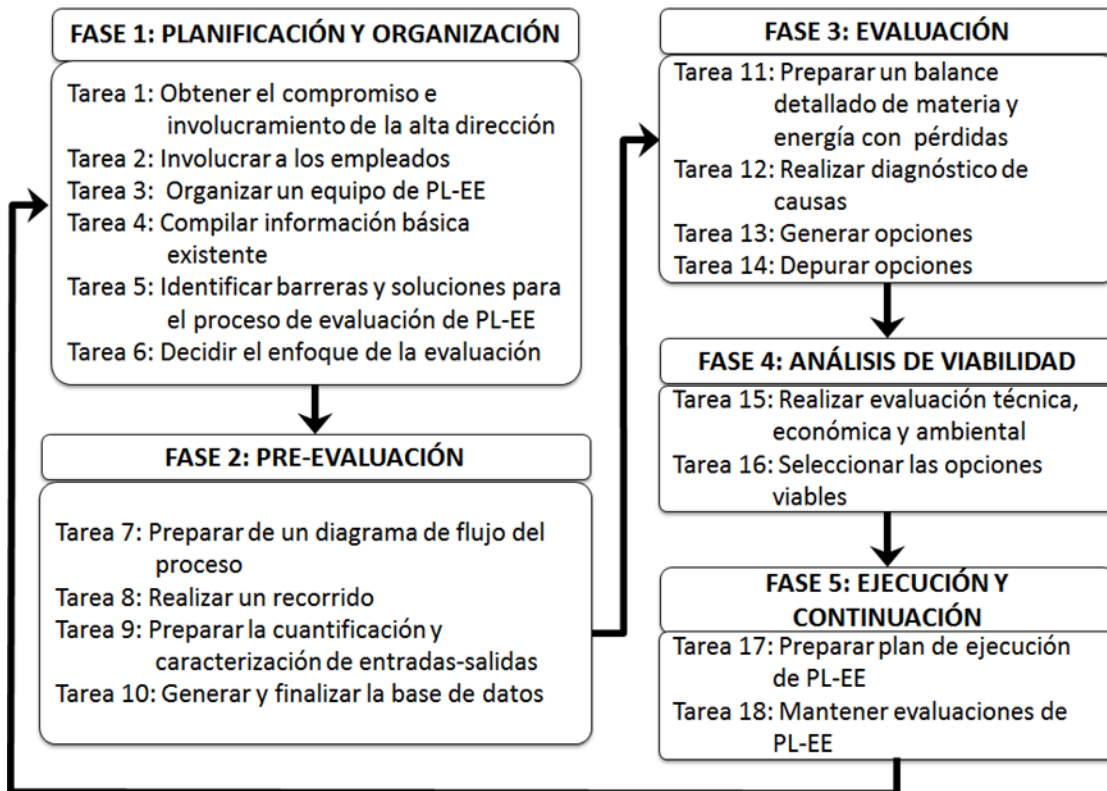 FASE 1: PLANIFICACIÓN Y ORGANIZACIÓN
Tarea 1: Obtener el compromiso e
involucramiento de la alta dirección
Tarea 2: Involucrar a los empleados
Tarea 3: Organizar un equipo de PL-EE
Tarea 4: Compilar información básica
existente
Tarea 5: Identificar barreras y soluciones para
el proceso de evaluación de PL-EE
Tarea 6: Decidir el enfoque de la evaluación
FASE 2: PRE-EVALUACIÓN
Tarea 7: Preparar de un diagrama de flujo del
proceso
Tarea 8: Realizar un recorrido
Tarea 9: Preparar la cuantificación y
caracterización de entradas-salidas
Tarea 10: Generar y finalizar la base de datos
FASE 3: EVALUACIÓN
Tarea 11: Preparar un balance
detallado de materia y
energía con pérdidas
Tarea 12: Realizar diagnóstico de
causas
Tarea 13: Generar opciones
Tarea 14: Depurar opciones
FASE 4: ANÁLISIS DE VIABILIDAD
Tarea 15: Realizar evaluación técnica,
económica y ambiental
Tarea 16: Seleccionar las opciones
viables
FASE 5: EJECUCIÓN Y
CONTINUACIÓN
Tarea 17: Preparar plan de ejecución
de PL-EE
Tarea 18: Mantener evaluaciones de
PL-EE